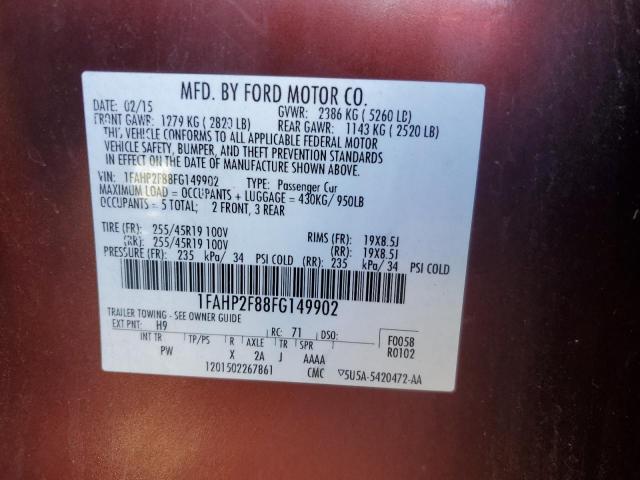 MFD. BY FORD MOTOR CO.
DATE: 02/15 GVWR: 2386 KG ( 5260 LB)
FRONT GAWR: 1279 KG ( 2820 LB) REAR GAWR: 1143 KG ( 2520 LB)
THIS VEHICLE CONFORMS TO ALL APPLICABLE FEDERAL MOTOR
VEHICLE SAFETY, BUMPER, AND THEFT PREVENTION STANDARDS
IN EFFECT ON THE DATE OF MANUFACTURE SHOWN ABOVE.
VIN: 1FAHP2F88FG149902 TYPE: Passenger Car
MAXIMUM LOAD = OCCUPANTS + LUGGAGE = 430KG/ 950LB
OCCUPANTS = 5 TOTAL; 2 FRONT, 3 REAR
TIRE (FR): 255/45R19 100V RIMS (FR): 19X8.5J
(RR): 255/45R19 100V (RR): 19X8.5J
PRESSURE (FR): 235 kPa/ 34 PSI COLD (RR): 235 kPa/ 34 PSI COLD
1FAHP2F88FG149902
TRAILER TOWING - SEE OWNER GUIDE
EXT PNT: H9 RC: 71 DSO: F0058
INT TR TP/PS R AXLE TR SPR R0102
PW X 2A J AAAA
1201502267861 CMC ▽5U5A-5420472-AA